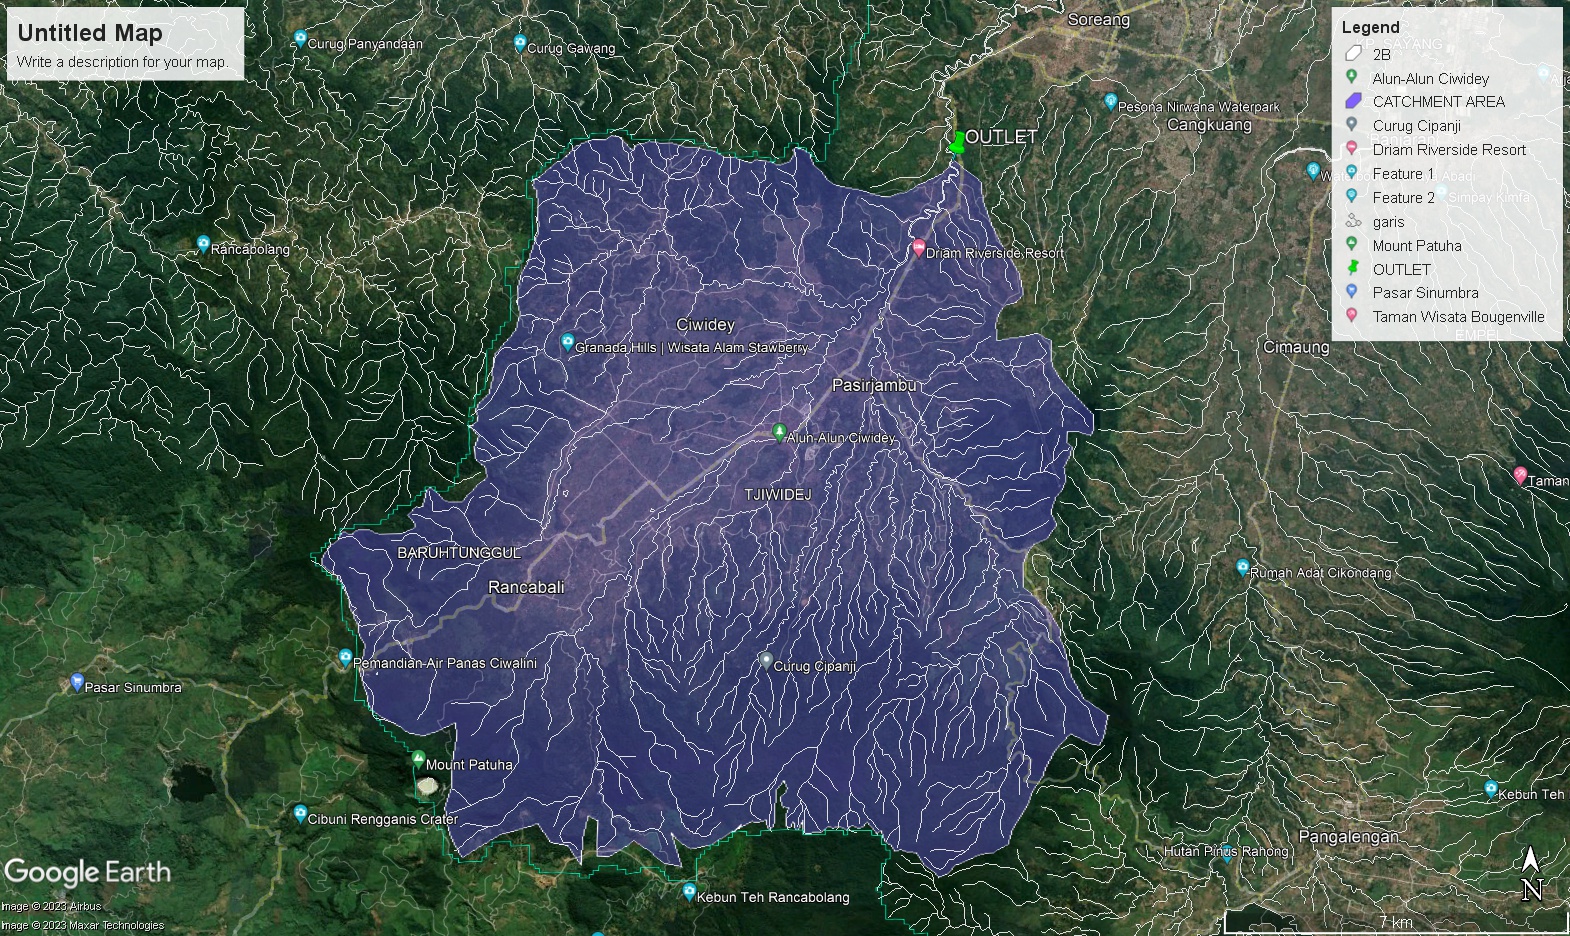 Untitled Map
Write a description for your map.
Curug Panyandaan
Curug Gawang
Soreang
Legend
2B
Alun-Alun Ciwidey
CATCHMENT AREA
Curug Cipanji
Driam Riverside Resort
Feature 1
Feature 2
garis
Mount Patuha
OUTLET
Pasar Sinumbra
Taman Wisata Bougenville
Pesona Nirwana Waterpark
Cangkuang
OUTLET
Simpay Kimfa
Abadi
Rancabolang
Driam Riverside Resort
Ciwidey
Granada Hills | Wisata Alam Stawberry
Cimaung
Pasirjambu
Alun-Alun Ciwidey
TJIWIDEJ
Taman
BARUHTUNGGUL
Rancabali
Rumah Adat Cikondang
Pemandian Air Panas Ciwalini
Curug Cipanji
Pasar Sinumbra
Mount Patuha
Kebun Teh
Cibuni Rengganis Crater
Pangalengan
Hutan Pinus Rahong
Kebun Teh Rancabolang
Google Earth
Image © 2023 Airbus
Image © 2023 Maxar Technologies
N
7 km